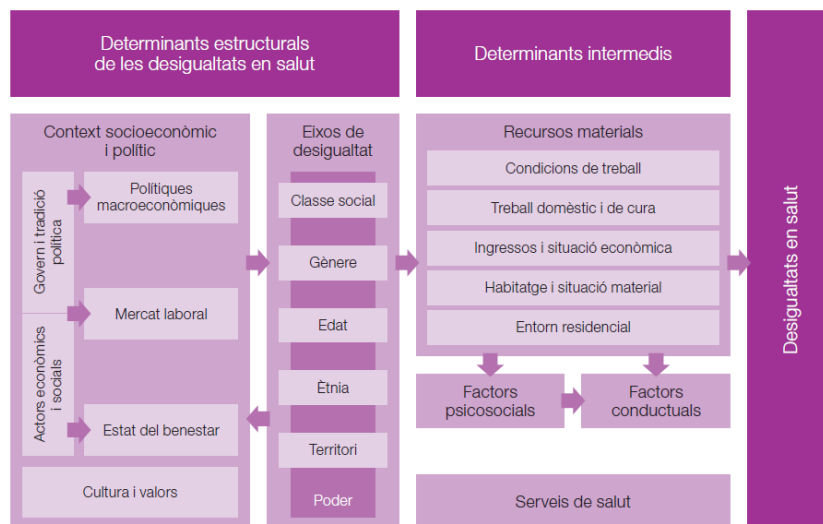 Determinants estructurals
de les desigualtats en salut
Determinants intermedis
Context socioeconòmic
i polític
Govern i tradició
política
Actors econòmics
i socials
Polítiques
macroeconòmiques
Mercat laboral
Estat del benestar
Cultura i valors
Eixos de
desigualtat
Classe social
Gènere
Edat
Ètnia
Territori
Poder
Recursos materials
Condicions de treball
Treball domèstic i de cura
Ingressos i situació econòmica
Habitatge i situació material
Entorn residencial
Factors
psicosocials
Factors
conductuals
Serveis de salut
Desigualtats en salut